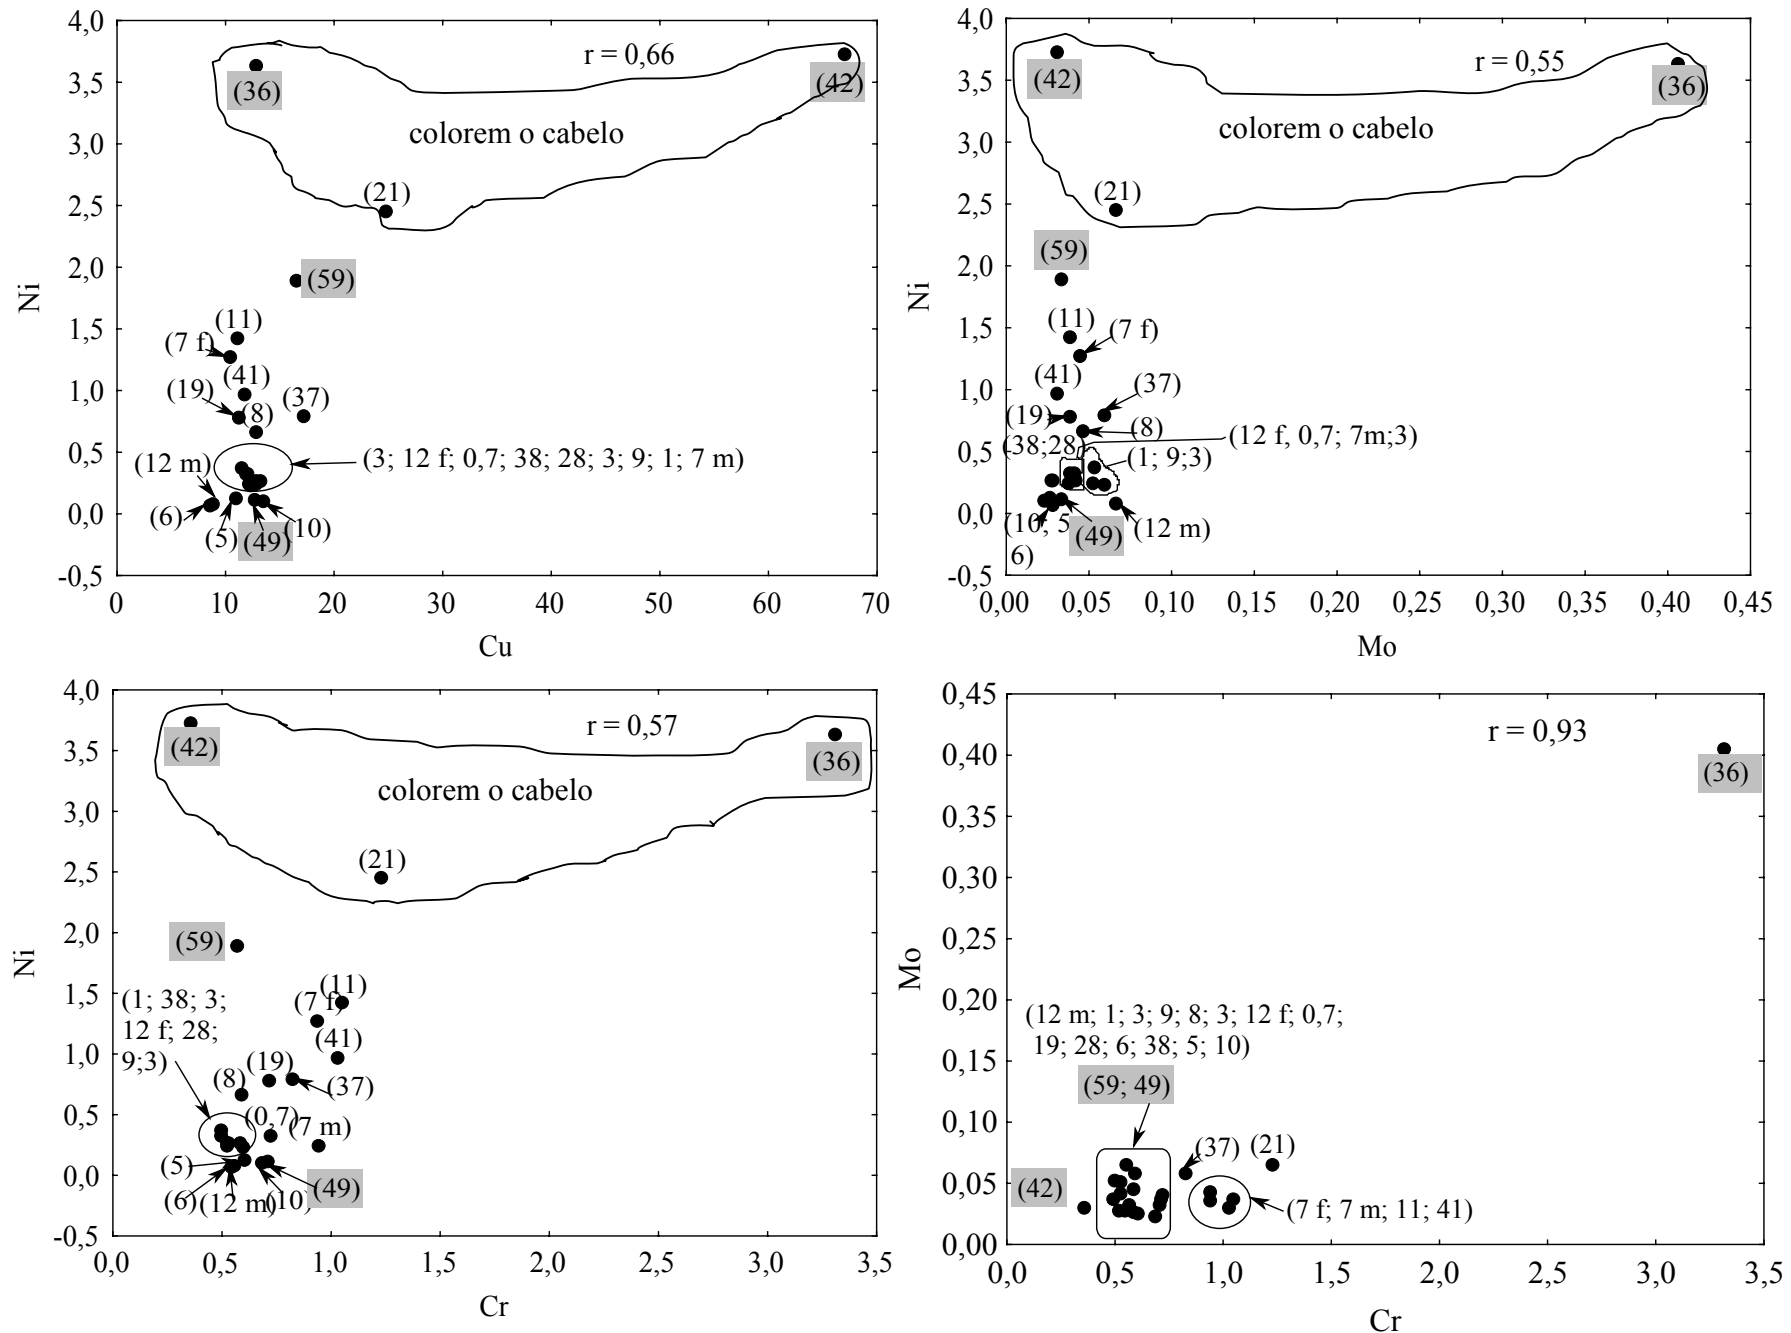 4,0
3,5
3,0
2,5
2,0
1,5
1,0
0,5
0,0
-0,5
Ni
r = 0,66
(36)
(42)
colorem o cabelo
(21)
(59)
(11)
(7 f)
(41)
(19)
(8)
(37)
(12 m)
(3; 12 f; 0,7; 38; 28; 3; 9; 1; 7 m)
(6)
(5)
(49)
(10)
0 10 20 30 40 50 60 70
Cu
4,0
3,5
3,0
2,5
2,0
1,5
1,0
0,5
0,0
-0,5
Ni
r = 0,55
(42)
(36)
colorem o cabelo
(21)
(59)
(11)
(7 f)
(41)
(37)
(19)
(8)
(38;28)
(12 f, 0,7; 7m;3)
(1; 9;3)
(10; 5
6)
(49)
(12 m)
0,00 0,05 0,10 0,15 0,20 0,25 0,30 0,35 0,40 0,45
Mo
4,0
3,5
3,0
2,5
2,0
1,5
1,0
0,5
0,0
-0,5
Ni
r = 0,57
(42)
(36)
colorem o cabelo
(21)
(59)
(1; 38; 3;
12 f; 28;
9;3)
(11)
(7 f)
(41)
(19)
(8)
(37)
(0,7)
(7 m)
(5)
(6)
(12 m)
(10)
(49)
0,0 0,5 1,0 1,5 2,0 2,5 3,0 3,5
Cr
0,45
0,40
0,35
0,30
0,25
0,20
0,15
0,10
0,05
0,00
Mo
r = 0,93
(36)
(12 m; 1; 3; 9; 8; 3; 12 f; 0,7;
19; 28; 6; 38; 5; 10)
(59; 49)
(37)
(21)
(42)
(7 f; 7 m; 11; 41)
0,0 0,5 1,0 1,5 2,0 2,5 3,0 3,5
Cr